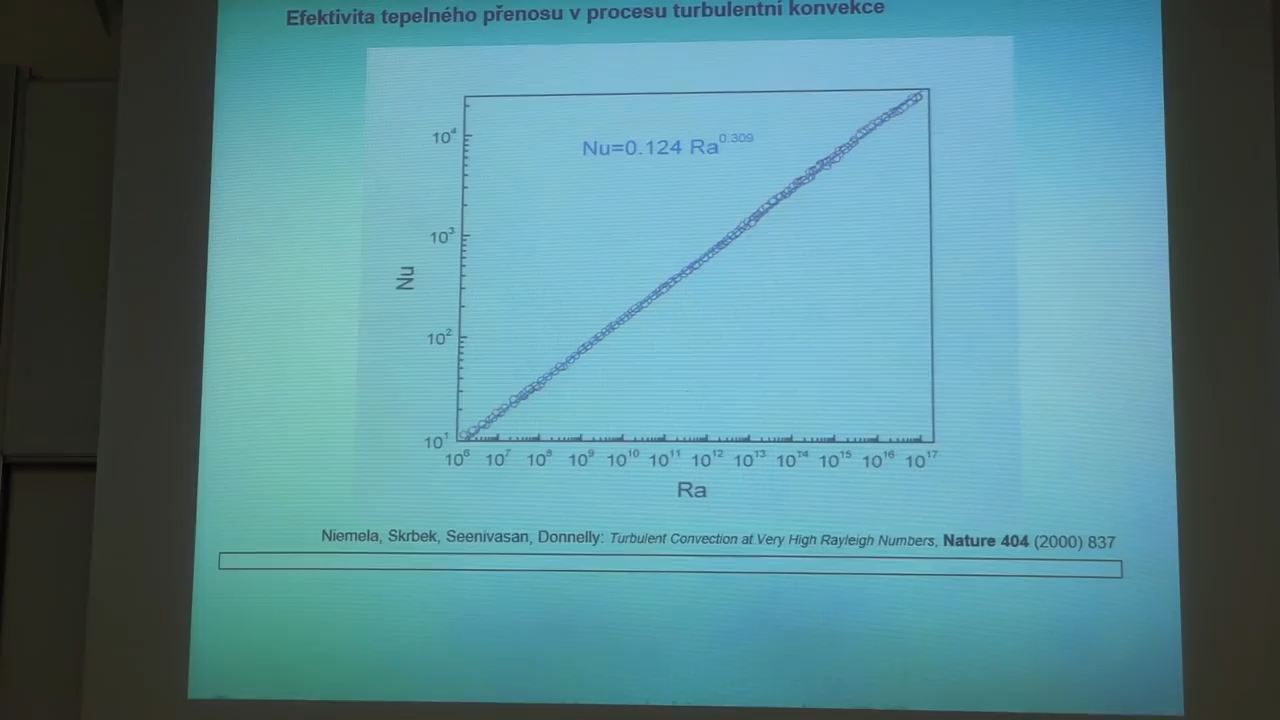 Efektivita tepelného přenosu v procesu turbulentní konvekce
Nu=0.124 Ra^0.309
Nu
10^4
10^3
10^2
10^1
10^6 10^7 10^8 10^9 10^10 10^11 10^12 10^13 10^14 10^15 10^16 10^17
Ra
Niemela, Skrbek, Seenivasan, Donnelly: Turbulent Convection at Very High Rayleigh Numbers, Nature 404 (2000) 837